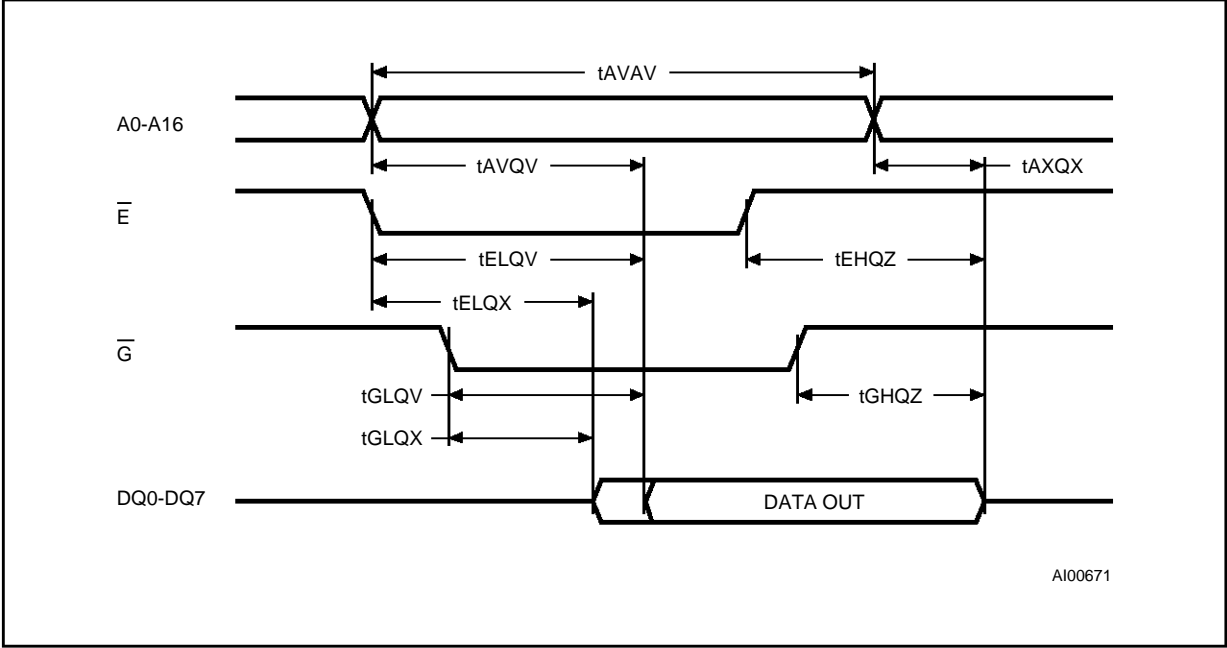 tAVAV
A0-A16
tAVQV
tAXQX
E̅
tELQV
tEHQZ
tELQX
G̅
tGLQV
tGHQZ
tGLQX
DQ0-DQ7
DATA OUT
AI00671